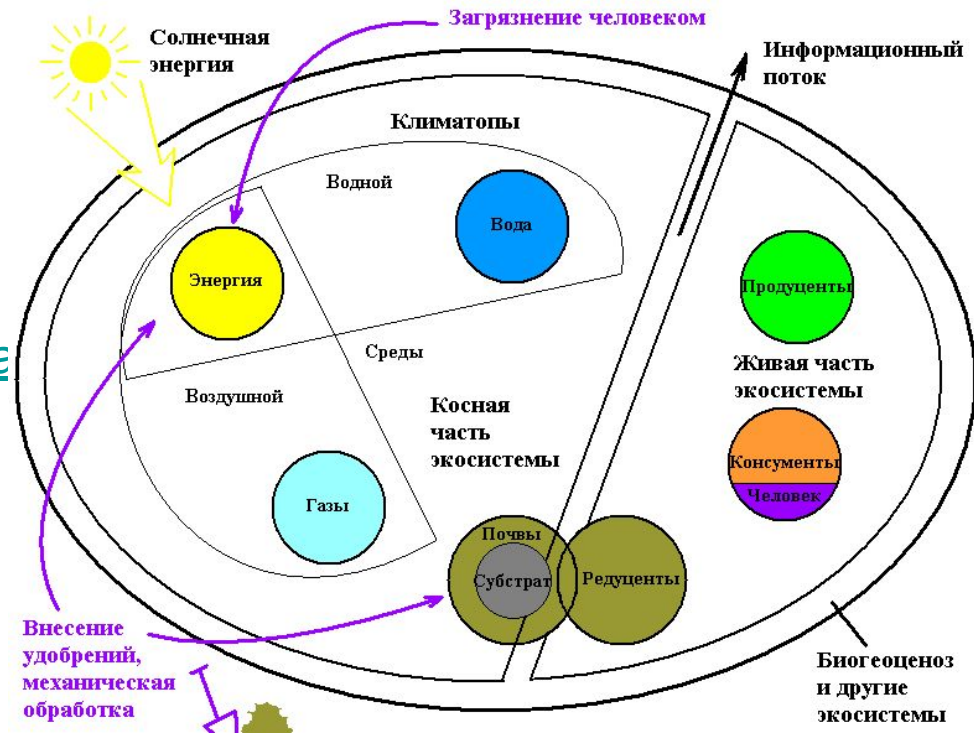 Загрязнение человеком
Солнечная
энергия
Информационный
поток
Климатопы
Водной
Вода
Энергия
Продуценты
Среды
Воздушной
Живая часть
экосистемы
Косная
часть
экосистемы
Консументы
Человек
Газы
Почвы
Субстрат
Редуценты
Внесение
удобрений,
механическая
обработка
Биогеоценоз
и другие
экосистемы